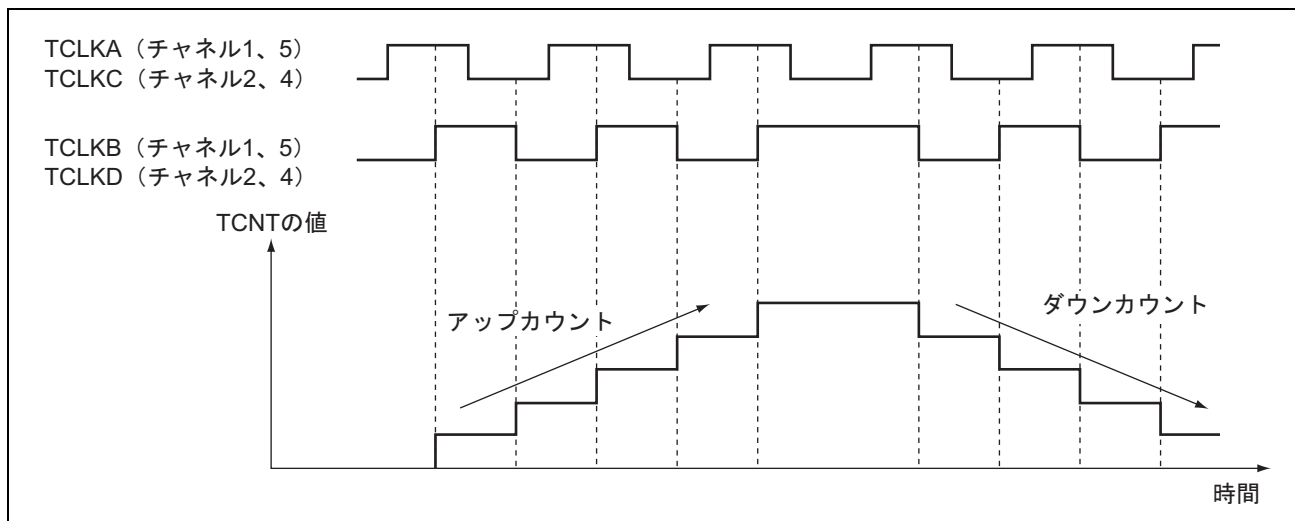 TCLKA（チャネル1、5）
TCLKC（チャネル2、4）
TCLKB（チャネル1、5）
TCLKD（チャネル2、4）
TCNTの値
アップカウント
ダウンカウント
時間